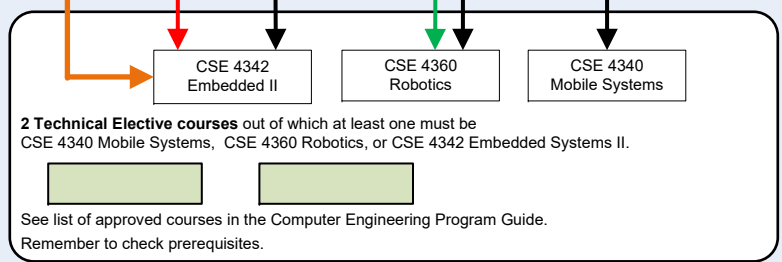 CSE 4342
Embedded II
CSE 4360
Robotics
CSE 4340
Mobile Systems
2 Technical Elective courses out of which at least one must be
CSE 4340 Mobile Systems, CSE 4360 Robotics, or CSE 4342 Embedded Systems II.
See list of approved courses in the Computer Engineering Program Guide.
Remember to check prerequisites.